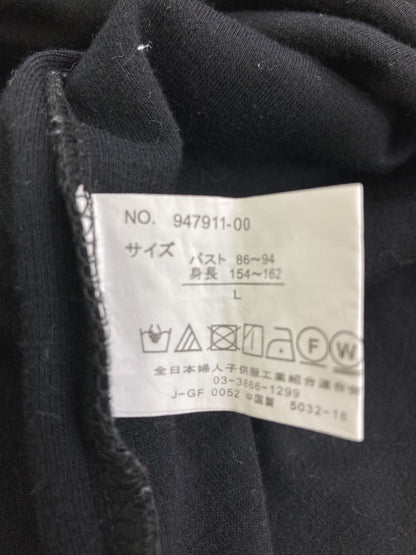 NO. 947911-00
サイズ バスト 86～94
身長 154～162
L
F W
全日本婦人子供服工業組合連合会
03-3866-1299
J-GF 0052 中国製 5032-16